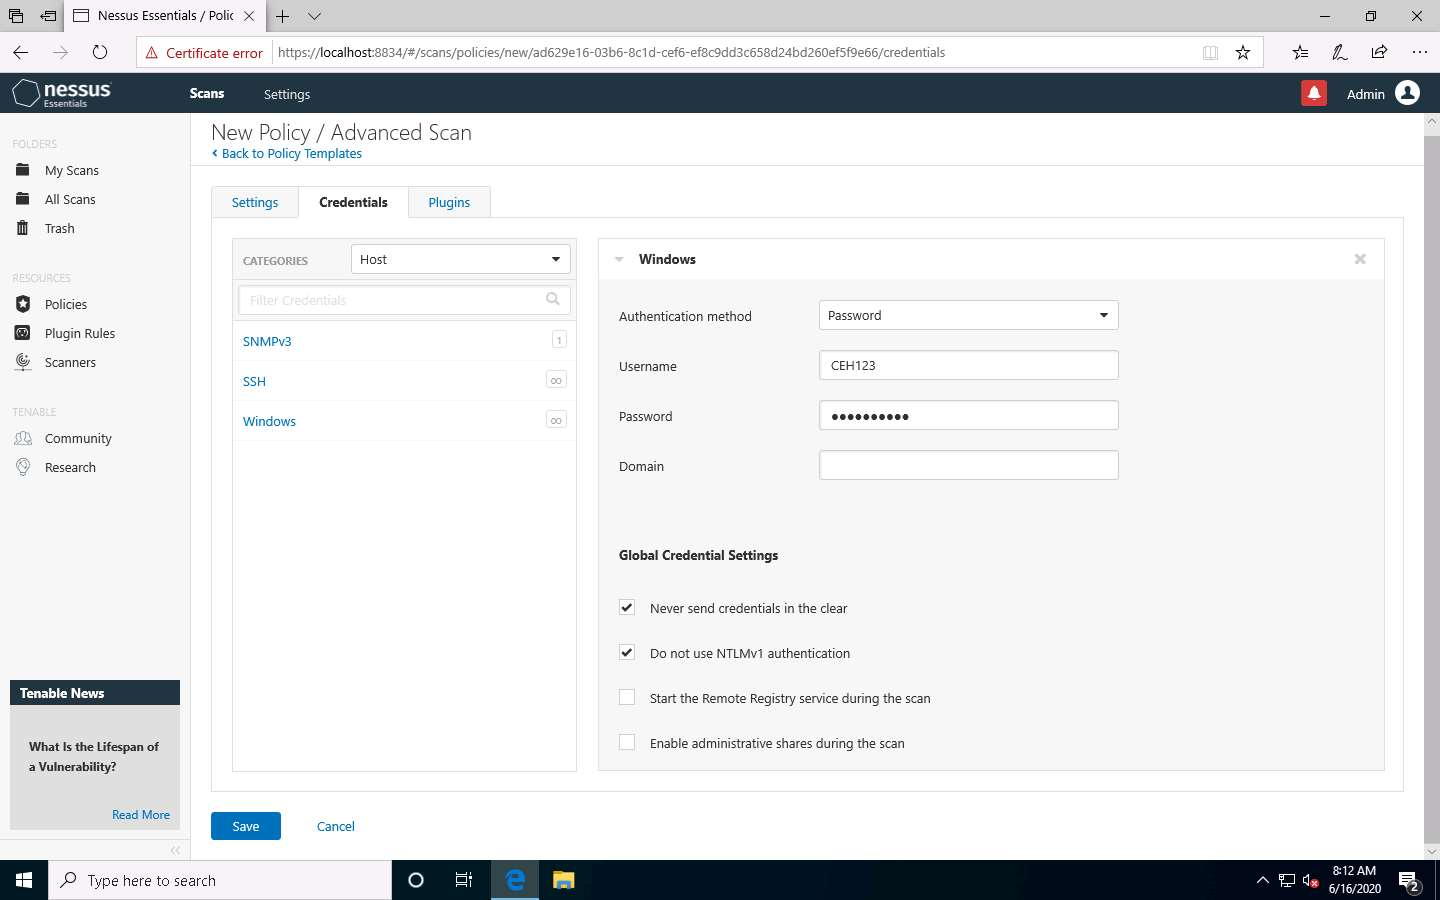 Nessus Essentials / Polic
Certificate error
https://localhost:8834/#/scans/policies/new/ad629e16-03b6-8c1d-cef6-ef8c9dd3c658d24bd260ef5f9e66/credentials
nessus
Essentials
Scans
Settings
Admin
FOLDERS
My Scans
All Scans
Trash
RESOURCES
Policies
Plugin Rules
Scanners
TENABLE
Community
Research
Tenable News
What Is the Lifespan of
a Vulnerability?
Read More
New Policy / Advanced Scan
Back to Policy Templates
Settings
Credentials
Plugins
CATEGORIES
Host
Filter Credentials
SNMPv3
1
SSH
∞
Windows
∞
Windows
Authentication method
Password
Username
CEH123
Password
••••••••••
Domain
Global Credential Settings
Never send credentials in the clear
Do not use NTLMv1 authentication
Start the Remote Registry service during the scan
Enable administrative shares during the scan
Save
Cancel
Type here to search
8:12 AM
6/16/2020
2